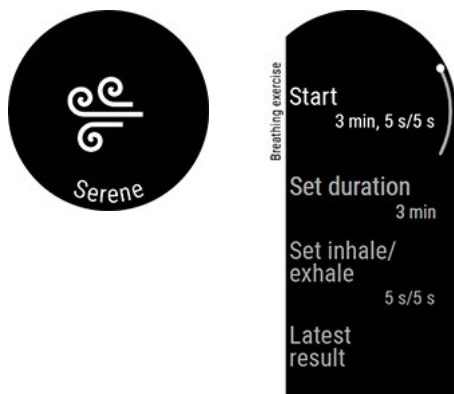 Serene
Breathing exercise
Start
3 min, 5 s/5 s
Set duration
3 min
Set inhale/
exhale
5 s/5 s
Latest
result